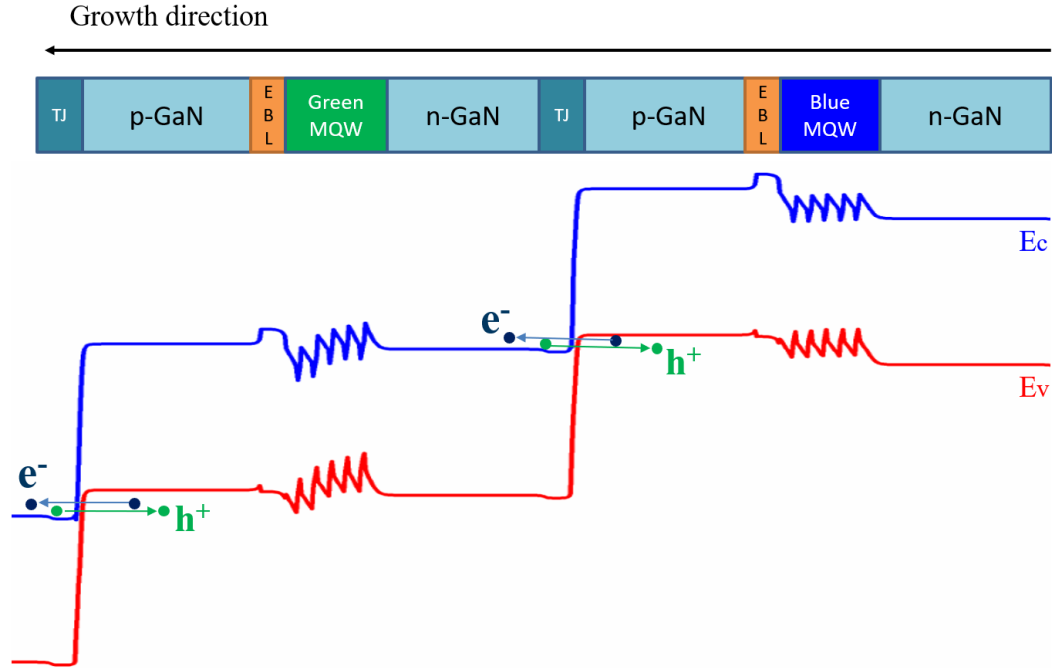 Growth direction
TJ
p-GaN
E
B
L
Green
MQW
n-GaN
TJ
p-GaN
E
B
L
Blue
MQW
n-GaN
Ec
e-
h+
Ev
e-
h+